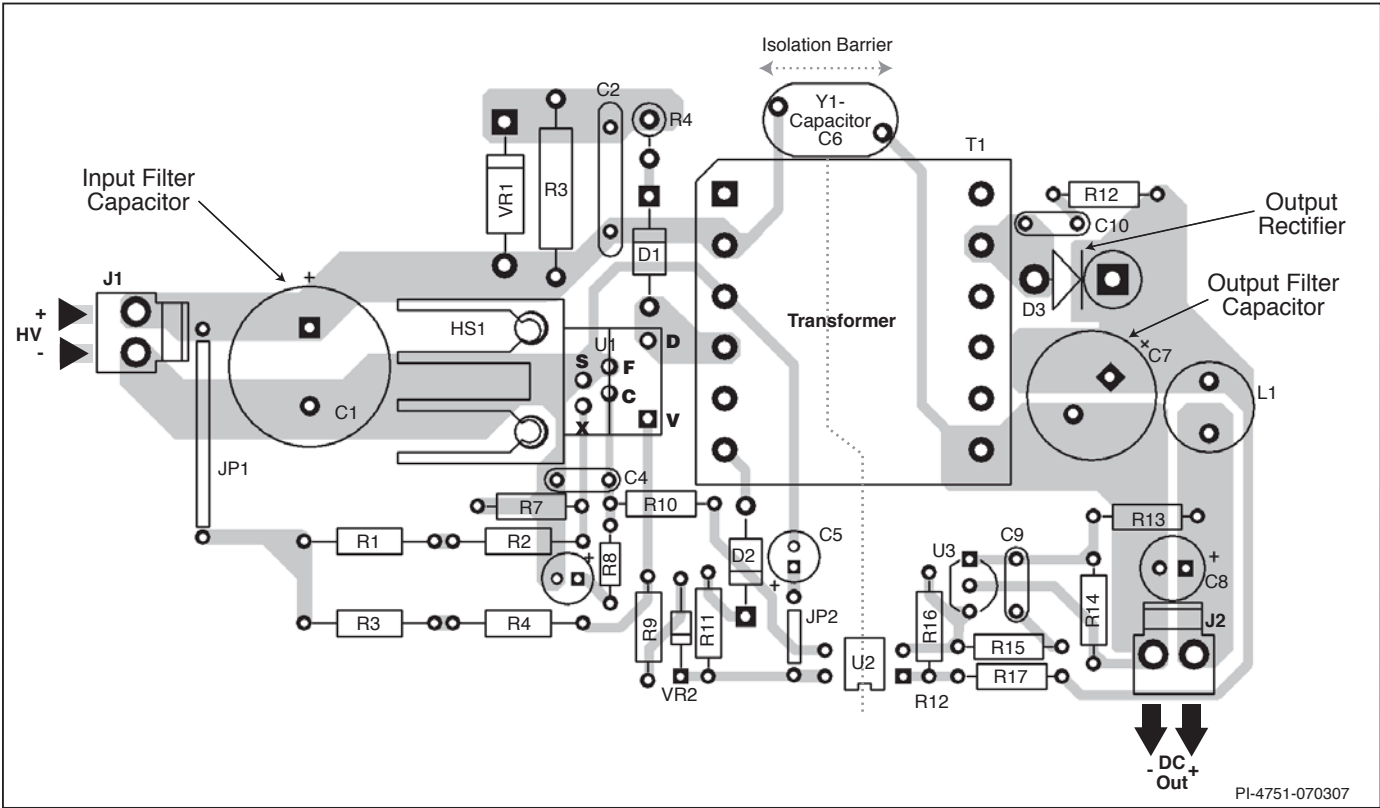 Isolation Barrier
Y1-
Capacitor
C6
C2
R4
T1
R12
C10
Output
Rectifier
Input Filter
Capacitor
VR1
R3
D1
D3
Output Filter
Capacitor
J1
+
HV
-
+
HS1
U1
D
S
F
C
X
V
Transformer
+
C7
L1
C1
JP1
C4
R7
R10
R13
R1
R2
+
R8
D2
C5
+
U3
C9
+
C8
R3
R4
R9
R11
JP2
R16
R14
J2
R15
U2
R17
VR2
R12
- DC +
Out
PI-4751-070307